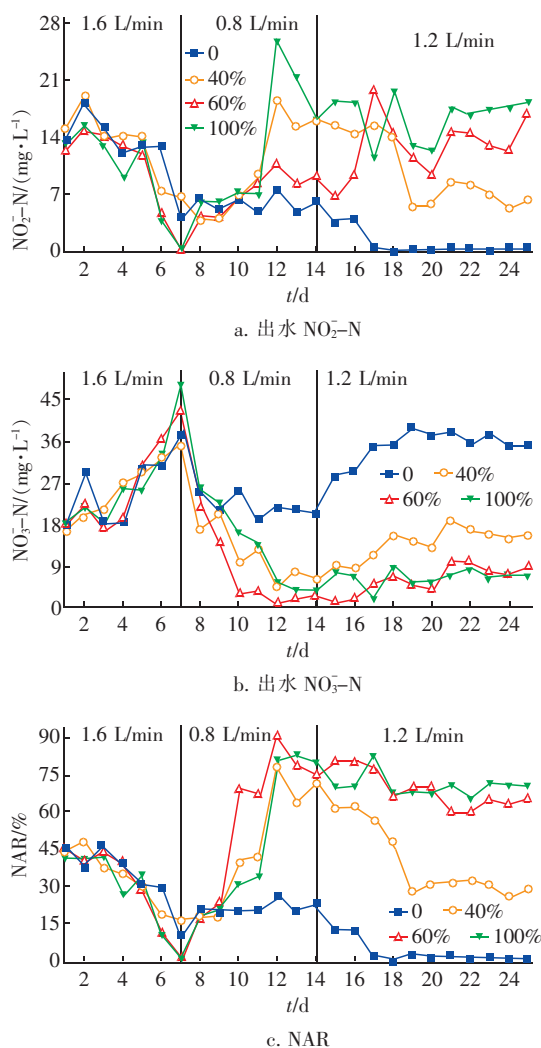 28
21
14
7
0
NO₂⁻-N/(mg·L⁻¹)
1.6 L/min
0.8 L/min
1.2 L/min
0
40%
60%
100%
2 4 6 8 10 12 14 16 18 20 22 24
t/d
a. 出水 NO₂⁻-N
45
36
27
18
9
0
NO₃⁻-N/(mg·L⁻¹)
1.6 L/min
0.8 L/min
1.2 L/min
0 40%
60% 100%
2 4 6 8 10 12 14 16 18 20 22 24
t/d
b. 出水 NO₃⁻-N
90
75
60
45
30
15
0
NAR/%
1.6 L/min
0.8 L/min
1.2 L/min
0 40%
60% 100%
2 4 6 8 10 12 14 16 18 20 22 24
t/d
c. NAR